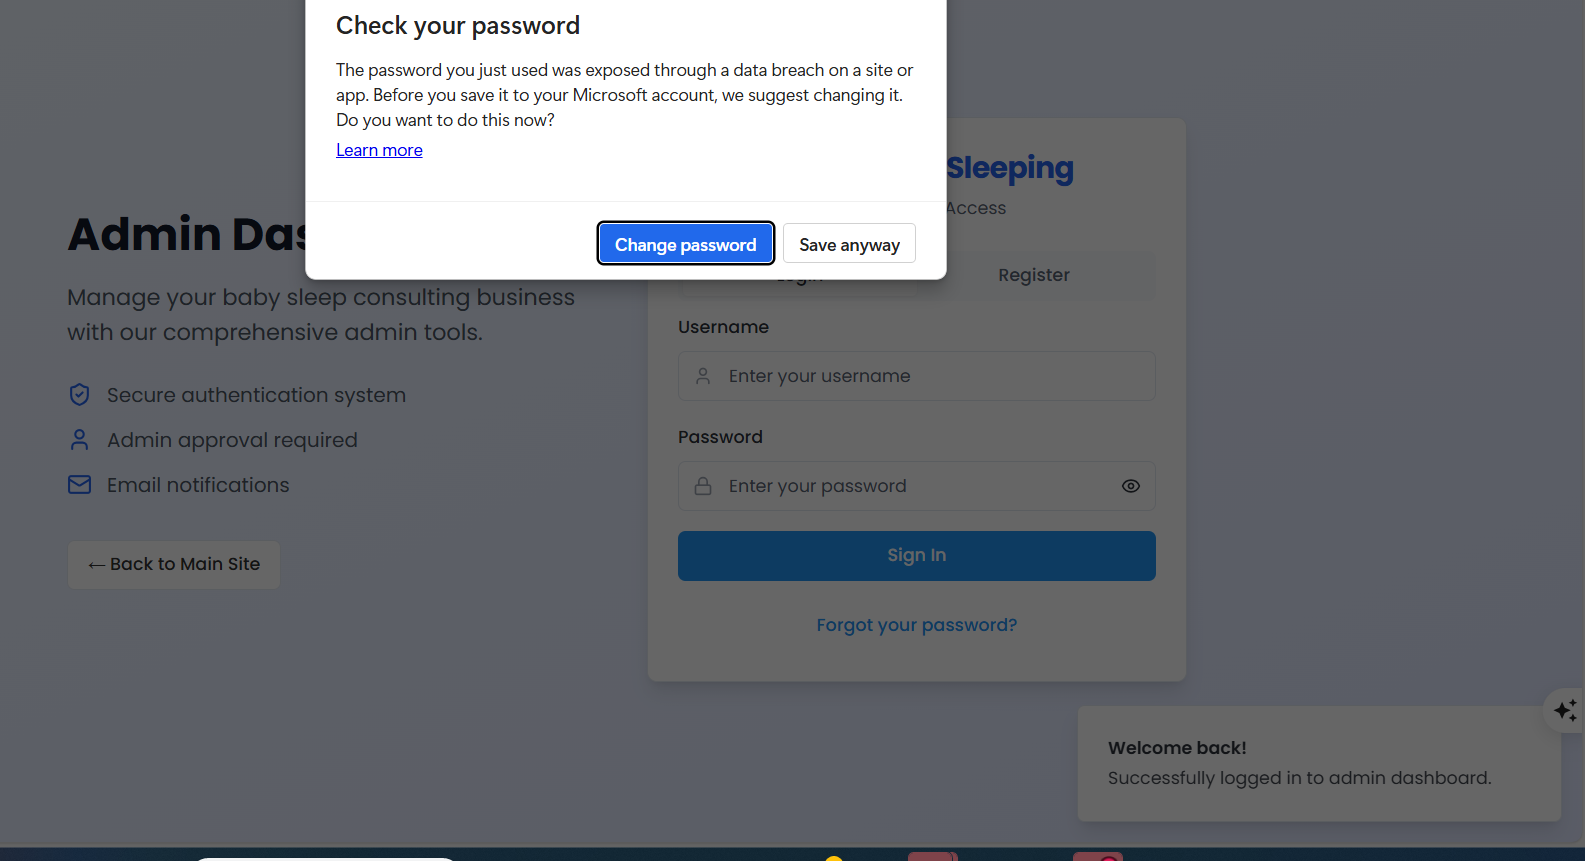 Check your password
The password you just used was exposed through a data breach on a site or
app. Before you save it to your Microsoft account, we suggest changing it.
Do you want to do this now?
Learn more
Change password
Save anyway
Admin Das
Manage your baby sleep consulting business
with our comprehensive admin tools.
Secure authentication system
Admin approval required
Email notifications
← Back to Main Site
Sleeping
Access
Login
Register
Username
Enter your username
Password
Enter your password
Sign In
Forgot your password?
Welcome back!
Successfully logged in to admin dashboard.